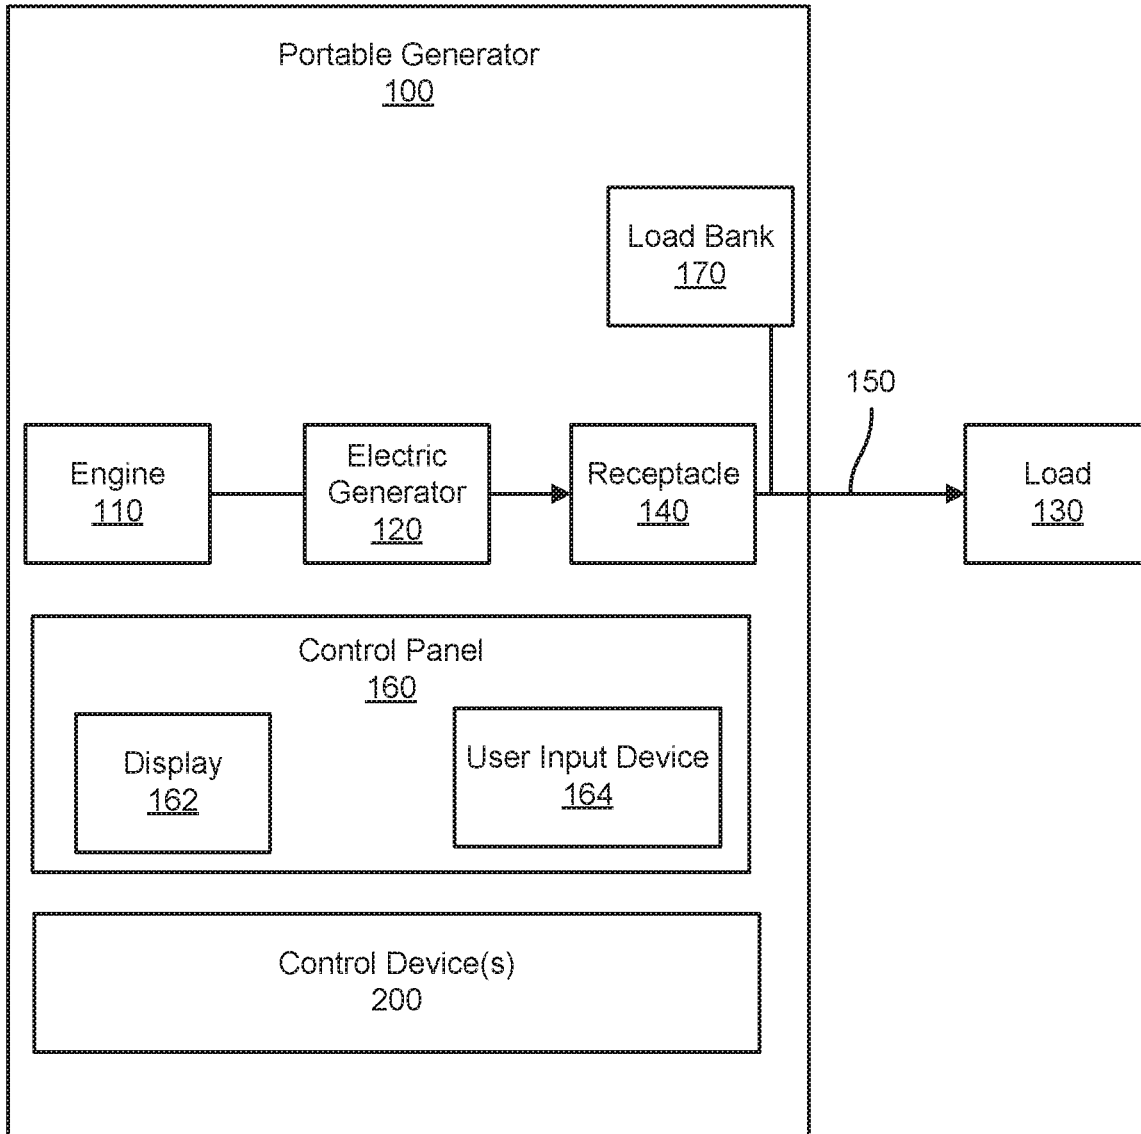 Portable Generator
100
Load Bank
170
150
Engine
110
Electric
Generator
120
Receptacle
140
Load
130
Control Panel
160
Display
162
User Input Device
164
Control Device(s)
200